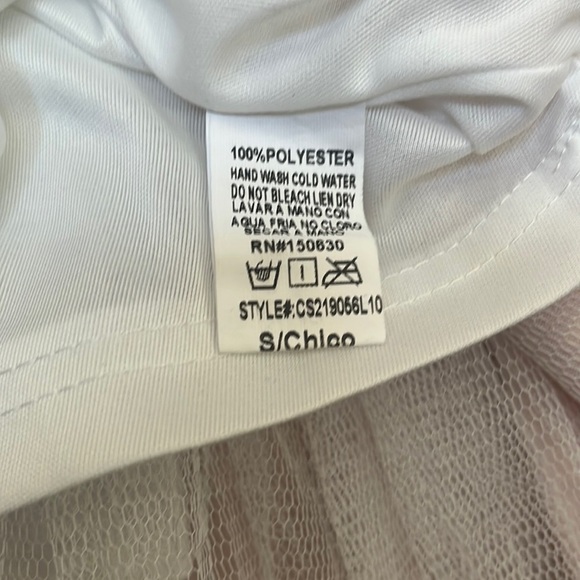 100%POLYESTER
HAND WASH COLD WATER
DO NOT BLEACH LIEN DRY
LAVAR A MANO CON
AGUA FRIA NO CLORO
SECAR A MANO
RN#150630
STYLE#:CS219056L10
S/Chico